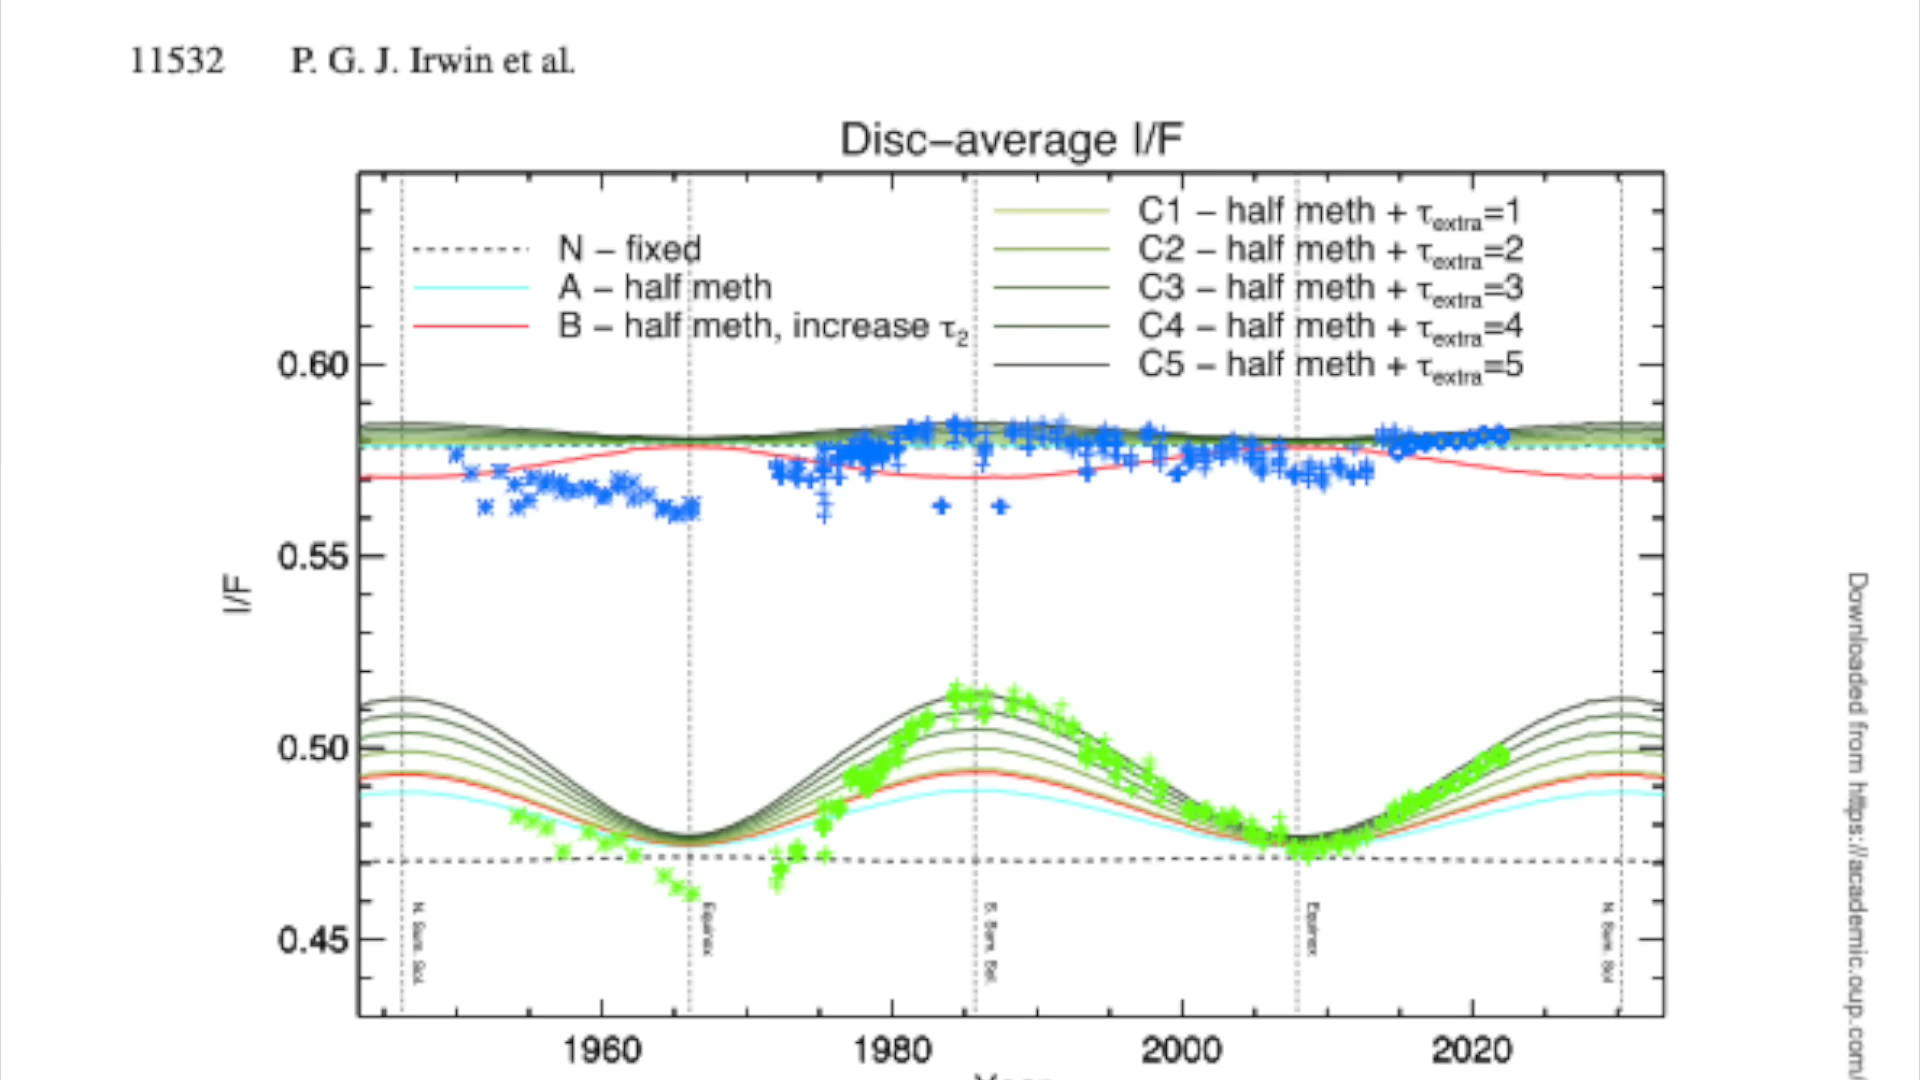 11532 P. G. J. Irwin et al.
Disc–average I/F
N – fixed
A – half meth
B – half meth, increase τ2
C1 – half meth + τextra=1
C2 – half meth + τextra=2
C3 – half meth + τextra=3
C4 – half meth + τextra=4
C5 – half meth + τextra=5
0.60
0.55
0.50
0.45
I/F
N. Sum. Sol.
Equinox
S. Sum. Sol.
Equinox
N. Sum. Sol.
1960 1980 2000 2020
Year
Downloaded from https://academic.oup.com/